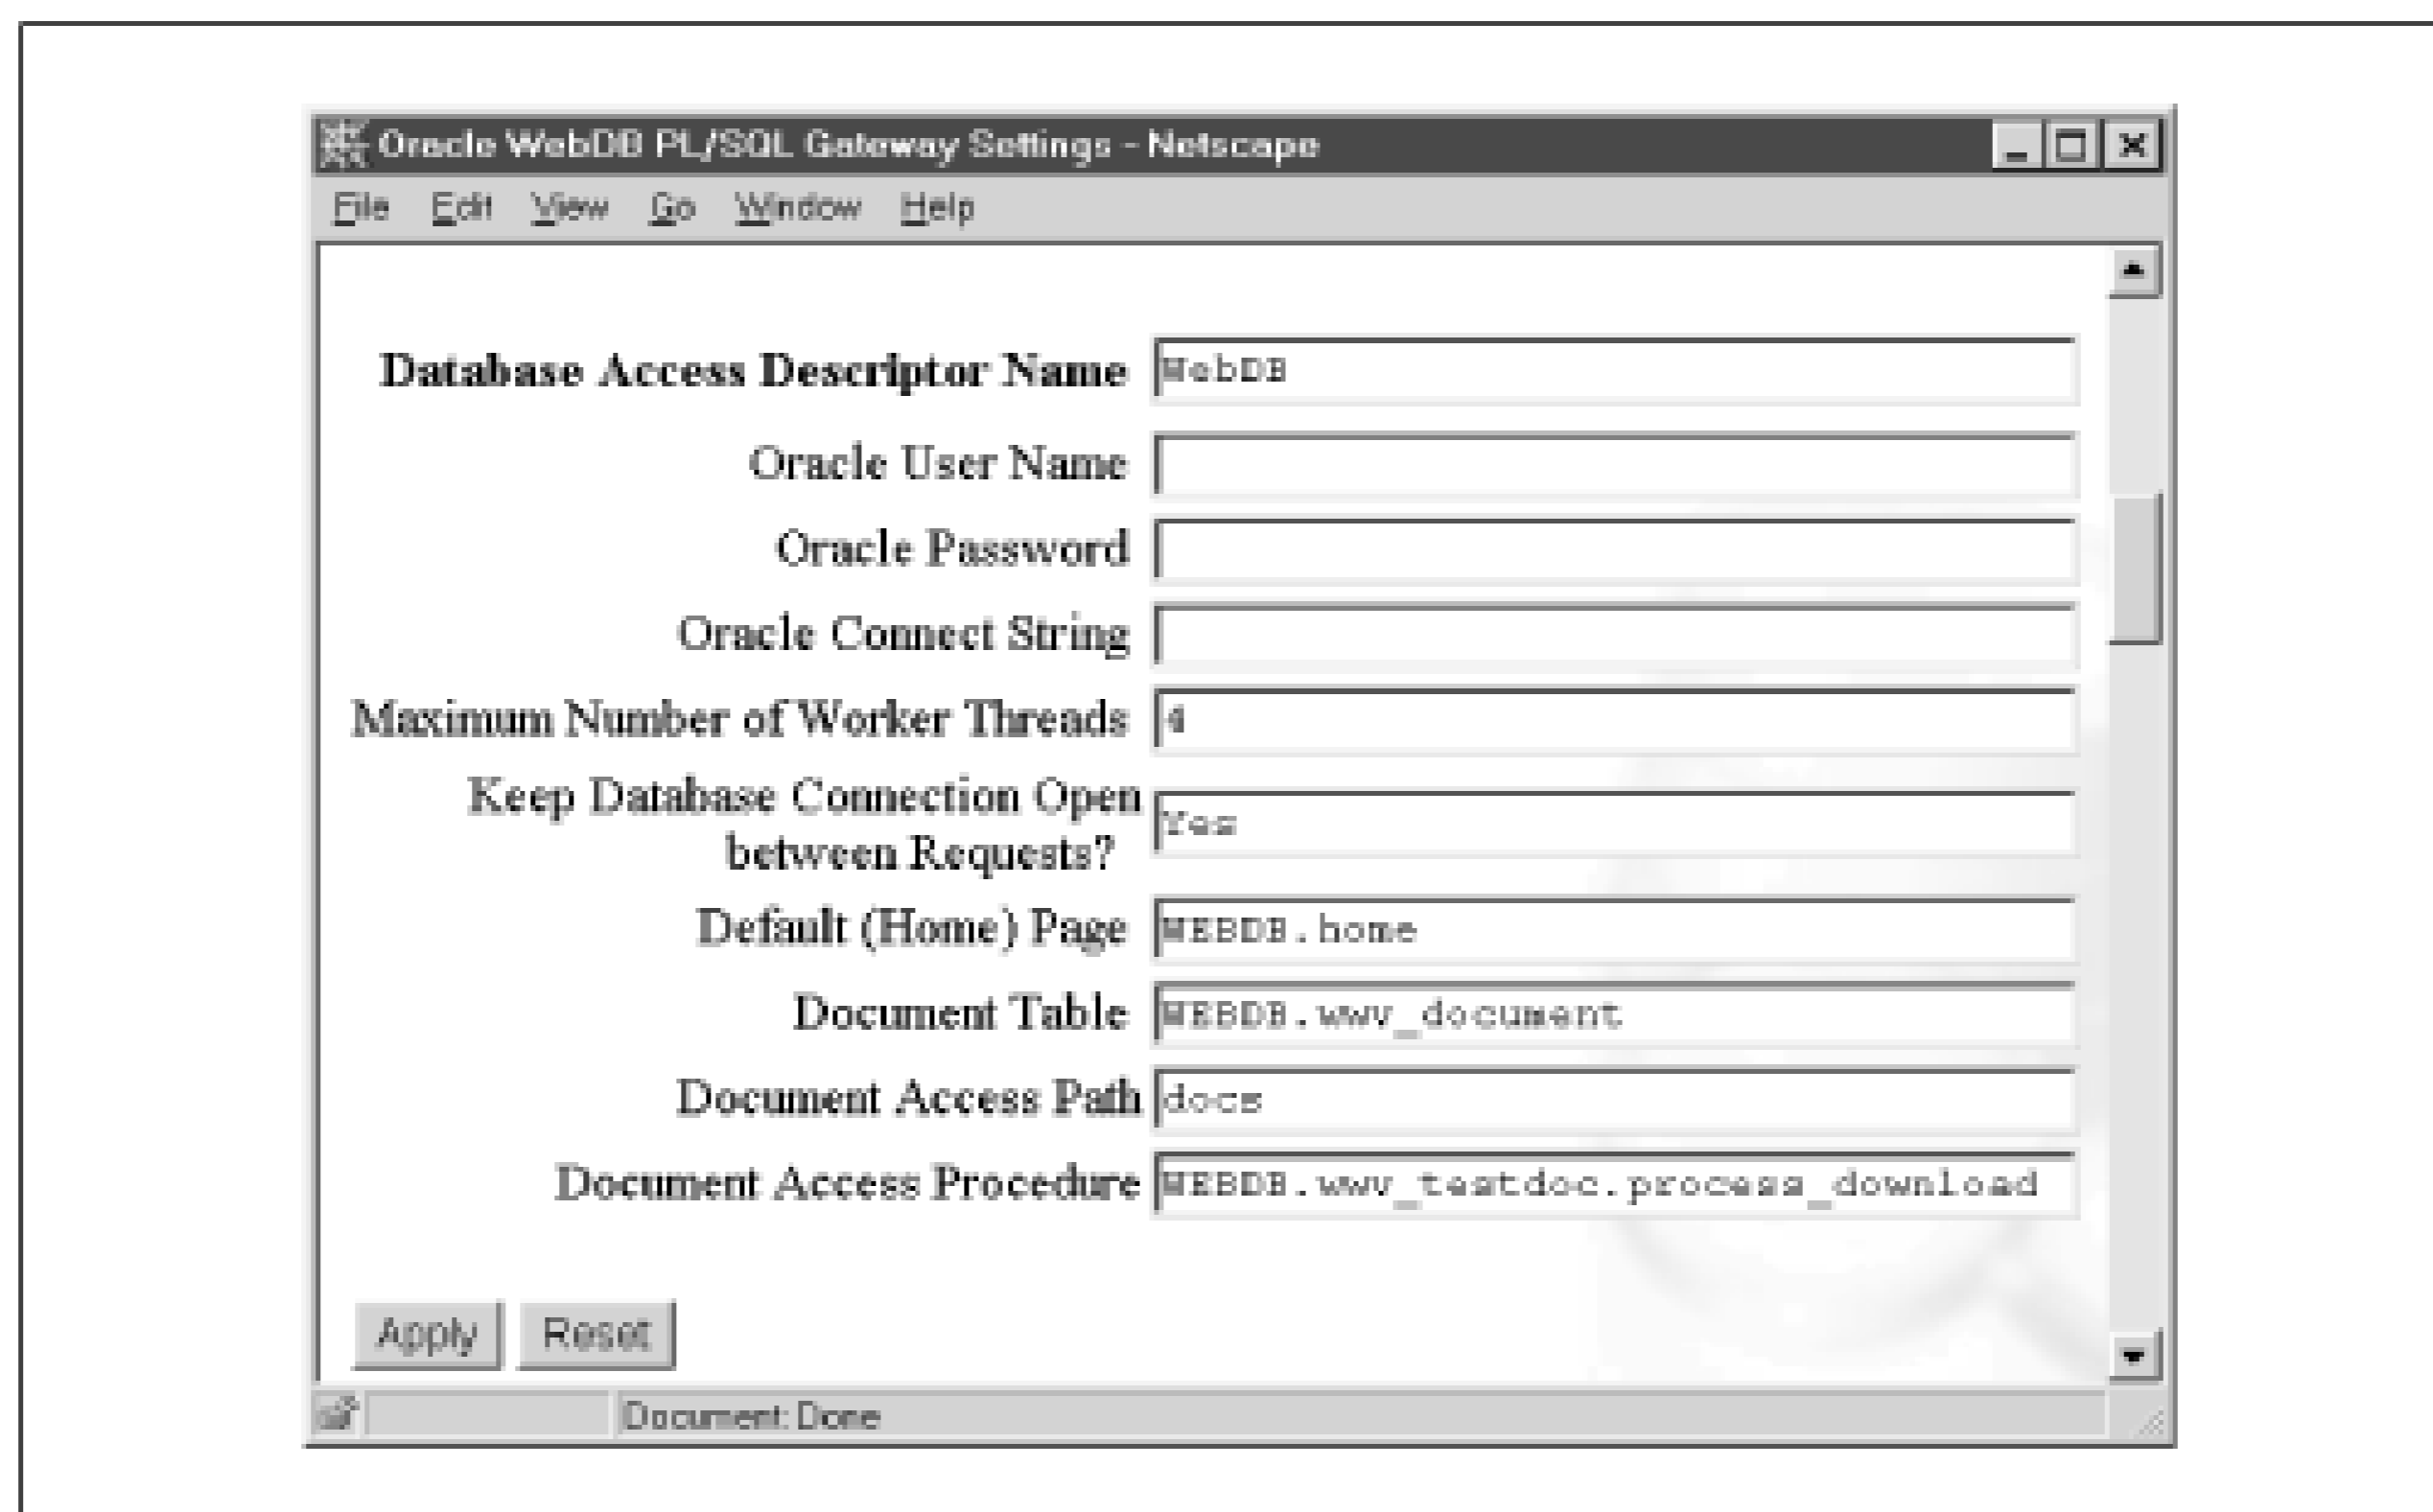 Oracle WebDB PL/SQL Gateway Settings - Netscape
File Edit View Go Window Help
Database Access Descriptor Name WebDB
Oracle User Name
Oracle Password
Oracle Connect String
Maximum Number of Worker Threads 4
Keep Database Connection Open
between Requests? Yes
Default (Home) Page WEBDB.home
Document Table WEBDB.wwv_document
Document Access Path docs
Document Access Procedure WEBDB.wwv_testdoc.process_download
Apply Reset
Document: Done